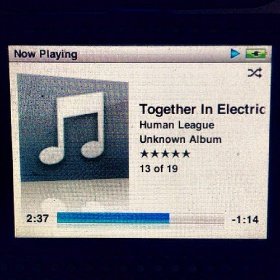 Now Playing
Together In Electric
Human League
Unknown Album
★★★★★
13 of 19
2:37
-1:14